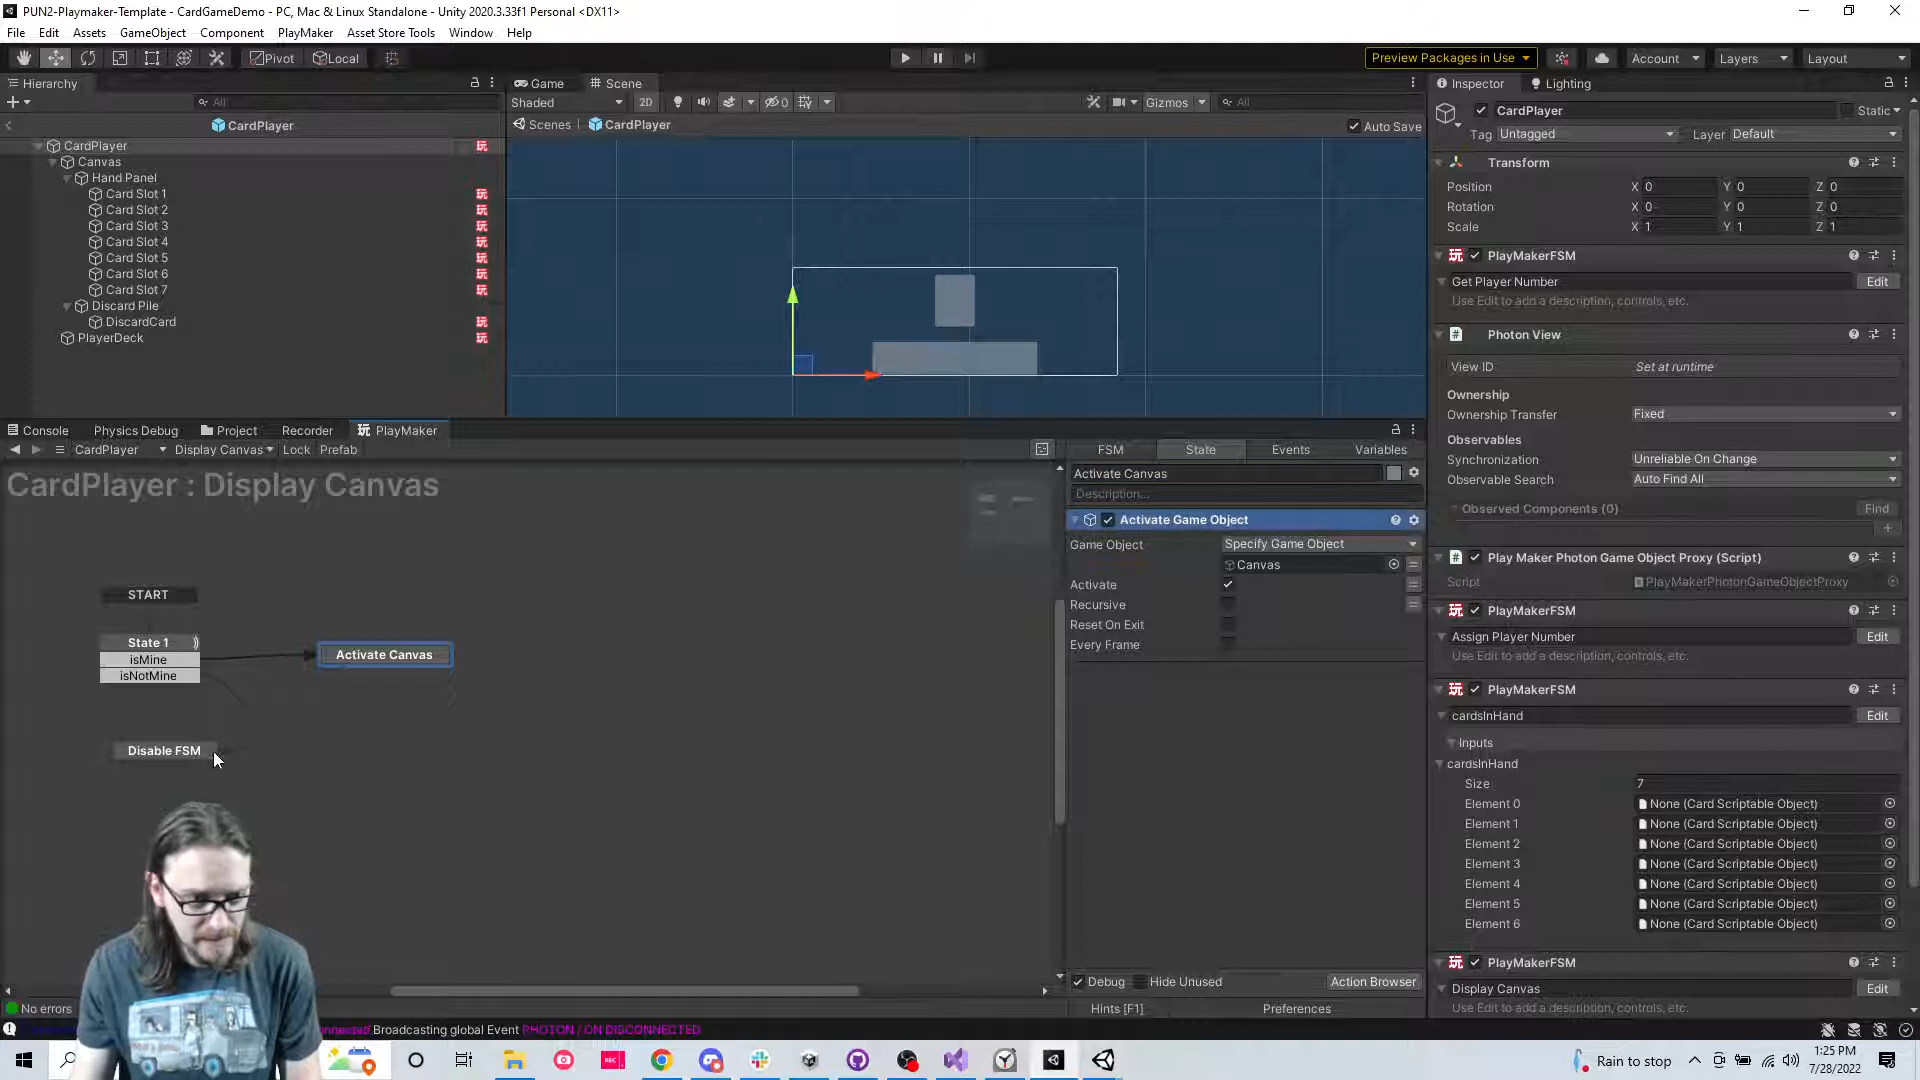 PUN2-Playmaker-Template - CardGameDemo - PC, Mac & Linux Standalone - Unity 2020.3.33f1 Personal <DX11>
File Edit Assets GameObject Component PlayMaker Asset Store Tools Window Help
Pivot Local Preview Packages in Use Account Layers Layout
Hierarchy Game Scene Inspector Lighting
All Shaded 2D 0 Gizmos All CardPlayer Static
CardPlayer Scenes CardPlayer Auto Save Tag Untagged Layer Default
CardPlayer
Canvas
Hand Panel
Card Slot 1
Card Slot 2
Card Slot 3
Card Slot 4
Card Slot 5
Card Slot 6
Card Slot 7
Discard Pile
DiscardCard
PlayerDeck
Transform
Position X 0 Y 0 Z 0
Rotation X 0 Y 0 Z 0
Scale X 1 Y 1 Z 1
PlayMakerFSM
Get Player Number Edit
Use Edit to add a description, controls, etc.
Photon View
View ID Set at runtime
Ownership
Ownership Transfer Fixed
Observables
Synchronization Unreliable On Change
Observable Search Auto Find All
Observed Components (0) Find
Play Maker Photon Game Object Proxy (Script)
Script PlayMakerPhotonGameObjectProxy
PlayMakerFSM
Assign Player Number Edit
Use Edit to add a description, controls, etc.
PlayMakerFSM
cardsInHand Edit
Inputs
cardsInHand
Size 7
Element 0 None (Card Scriptable Object)
Element 1 None (Card Scriptable Object)
Element 2 None (Card Scriptable Object)
Element 3 None (Card Scriptable Object)
Element 4 None (Card Scriptable Object)
Element 5 None (Card Scriptable Object)
Element 6 None (Card Scriptable Object)
PlayMakerFSM
Display Canvas Edit
Use Edit to add a description, controls, etc.
Console Physics Debug Project Recorder PlayMaker
CardPlayer Display Canvas Lock Prefab
CardPlayer : Display Canvas
START
State 1
isMine
isNotMine
Activate Canvas
Disable FSM
FSM State Events Variables
Activate Canvas
Description...
Activate Game Object
Game Object Specify Game Object
Canvas
Activate
Recursive
Reset On Exit
Every Frame
Debug Hide Unused Action Browser
No errors Hints [F1] Preferences
Broadcasting global Event PHOTON / ON DISCONNECTED
REC
Rain to stop 1:25 PM
7/28/2022